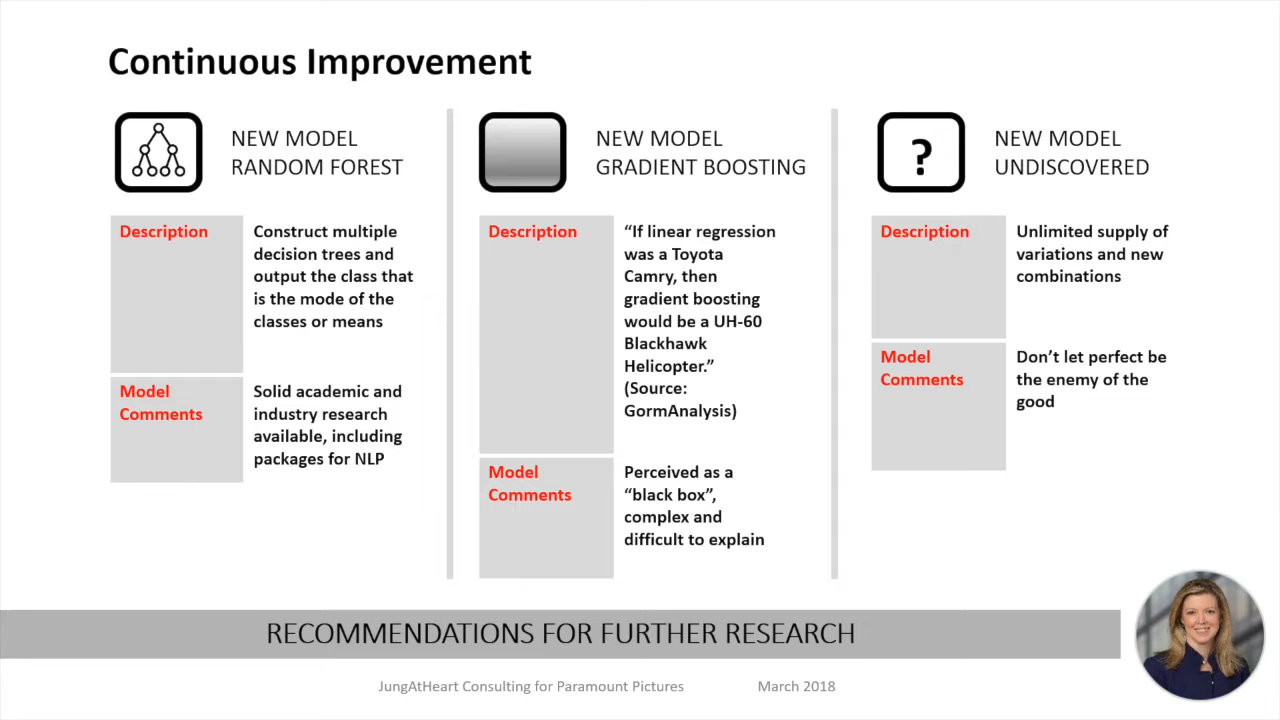 Continuous Improvement
NEW MODEL
RANDOM FOREST
Description
Construct multiple
decision trees and
output the class that
is the mode of the
classes or means
Model
Comments
Solid academic and
industry research
available, including
packages for NLP
NEW MODEL
GRADIENT BOOSTING
Description
“If linear regression
was a Toyota
Camry, then
gradient boosting
would be a UH-60
Blackhawk
Helicopter.”
(Source:
GormAnalysis)
Model
Comments
Perceived as a
“black box”,
complex and
difficult to explain
?
NEW MODEL
UNDISCOVERED
Description
Unlimited supply of
variations and new
combinations
Model
Comments
Don’t let perfect be
the enemy of the
good
RECOMMENDATIONS FOR FURTHER RESEARCH
JungAtHeart Consulting for Paramount Pictures March 2018